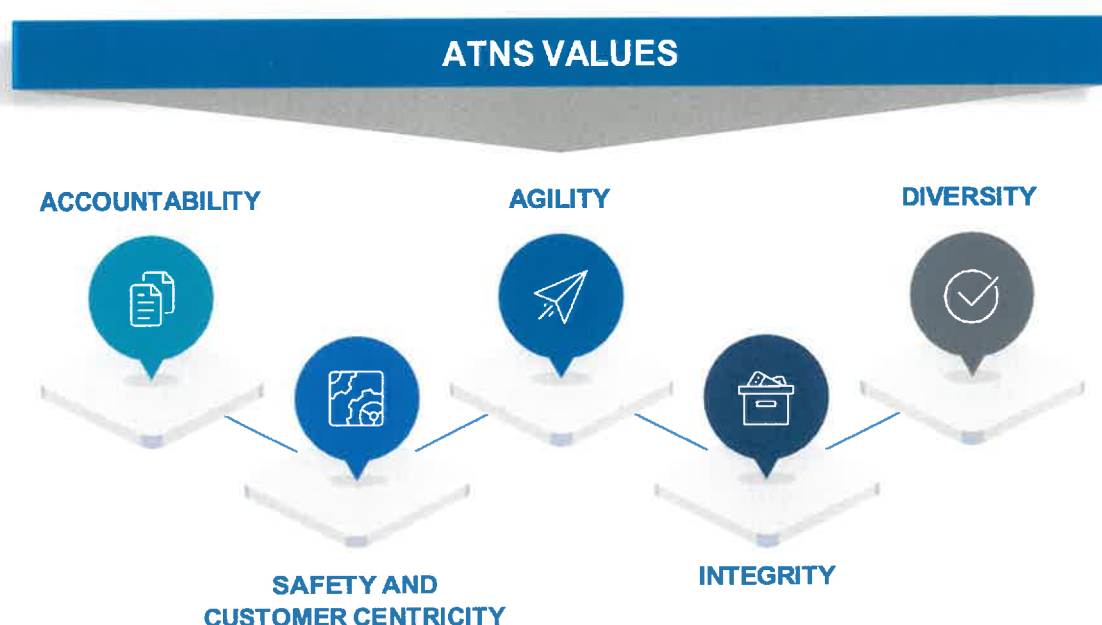 ATNS VALUES
ACCOUNTABILITY
AGILITY
DIVERSITY
SAFETY AND
CUSTOMER CENTRICITY
INTEGRITY